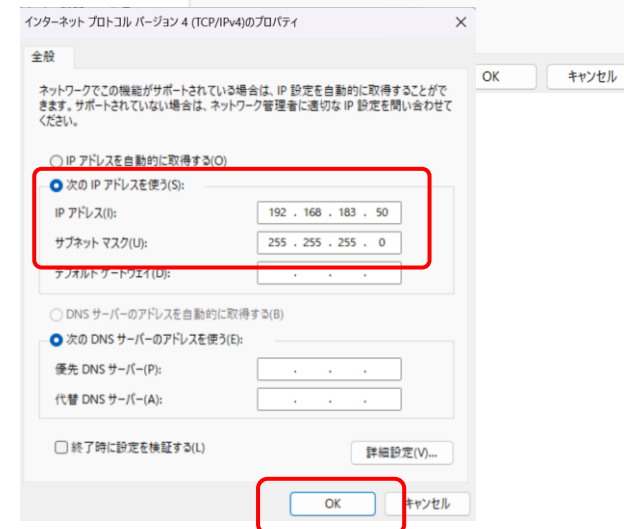 インターネット プロトコル バージョン 4 (TCP/IPv4)のプロパティ
全般
OK キャンセル
ネットワークでこの機能がサポートされている場合は、IP 設定を自動的に取得することがで
きます。サポートされていない場合は、ネットワーク管理者に適切な IP 設定を問い合わせて
ください。
IP アドレスを自動的に取得する(O)
次の IP アドレスを使う(S):
IP アドレス(I): 192 . 168 . 183 . 50
サブネット マスク(U): 255 . 255 . 255 . 0
デフォルト ゲートウェイ(D): . . .
DNS サーバーのアドレスを自動的に取得する(B)
次の DNS サーバーのアドレスを使う(E):
優先 DNS サーバー(P): . . .
代替 DNS サーバー(A): . . .
終了時に設定を検証する(L)
詳細設定(V)...
OK キャンセル